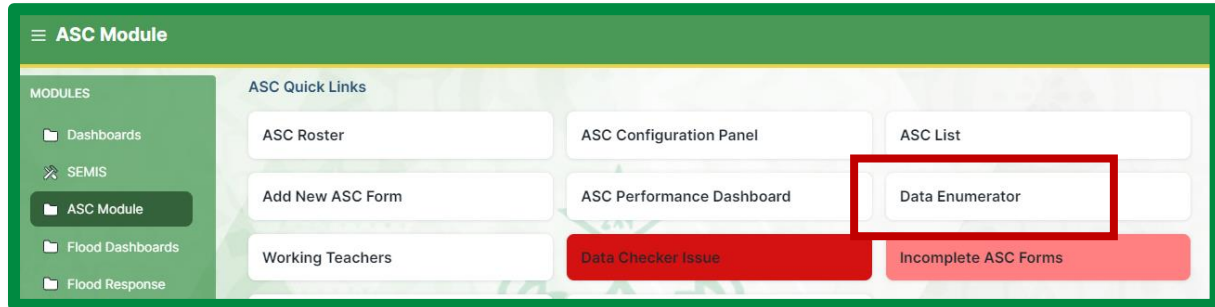 ASC Module
MODULES
Dashboards
SEMIS
ASC Module
Flood Dashboards
Flood Response
ASC Quick Links
ASC Roster
ASC Configuration Panel
ASC List
Add New ASC Form
ASC Performance Dashboard
Data Enumerator
Working Teachers
Data Checker Issue
Incomplete ASC Forms